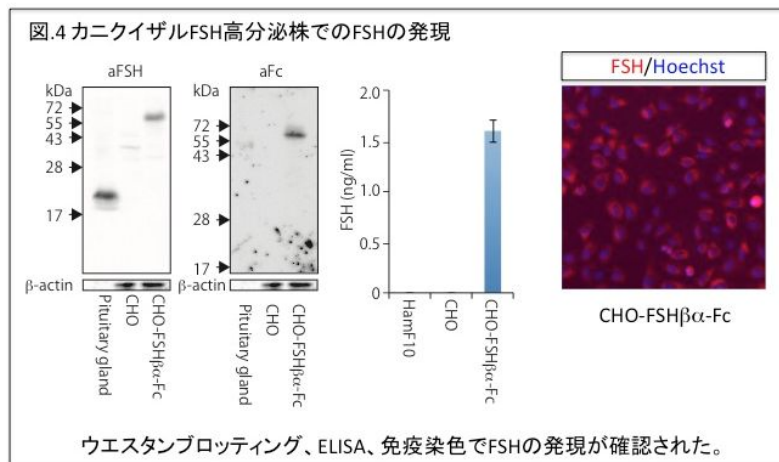 図.4 カニクイザルFSH高分泌株でのFSHの発現
aFSH
kDa
72
55
43
28
17
β-actin
Pituitary gland
CHO
CHO-FSHβα-Fc
aFc
kDa
72
55
43
28
17
β-actin
Pituitary gland
CHO
CHO-FSHβα-Fc
FSH (ng/ml)
2.0
1.5
1.0
0.5
0
HamF10
CHO
CHO-FSHβα-Fc
FSH/Hoechst
CHO-FSHβα-Fc
ウエスタンブロッティング、ELISA、免疫染色でFSHの発現が確認された。